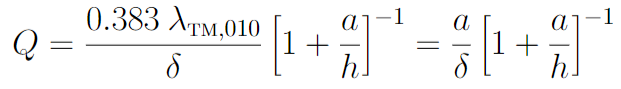 Q = \frac{0.383 \lambda_{\text{TM},010}}{\delta} \left[ 1 + \frac{a}{h} \right]^{-1} = \frac{a}{\delta} \left[ 1 + \frac{a}{h} \right]^{-1}